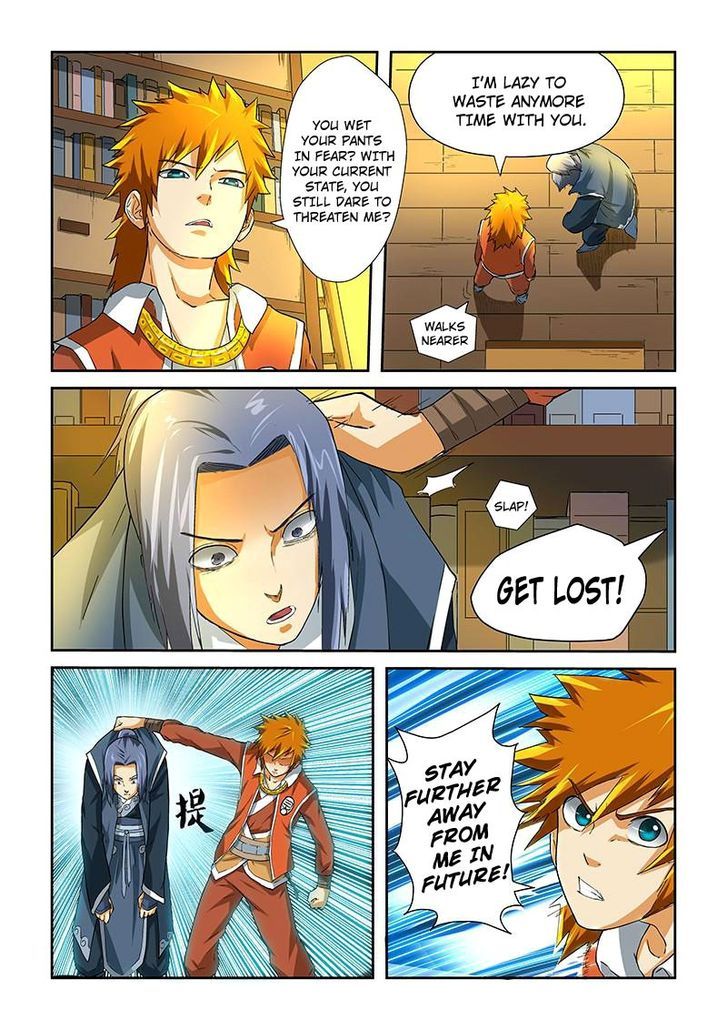 YOU WET
YOUR PANTS
IN FEAR? WITH
YOUR CURRENT
STATE, YOU
STILL DARE TO
THREATEN ME?
I'M LAZY TO
WASTE ANYMORE
TIME WITH YOU.
WALKS
NEARER
SLAP!
GET LOST!
提
STAY
FURTHER
AWAY
FROM
ME IN
FUTURE!